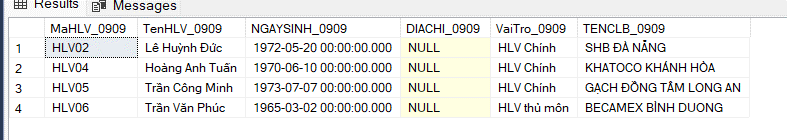 Results Messages
MaHLV_0909 TenHLV_0909 NGAYSINH_0909 DIACHI_0909 VaiTro_0909 TENCLB_0909
1 HLV02 Lê Huỳnh Đức 1972-05-20 00:00:00.000 NULL HLV Chính SHB ĐÀ NẴNG
2 HLV04 Hoàng Anh Tuấn 1970-06-10 00:00:00.000 NULL HLV Chính KHATOCO KHÁNH HÒA
3 HLV05 Trần Công Minh 1973-07-07 00:00:00.000 NULL HLV Chính GẠCH ĐỒNG TÂM LONG AN
4 HLV06 Trần Văn Phúc 1965-03-02 00:00:00.000 NULL HLV thủ môn BECAMEX BÌNH DUONG